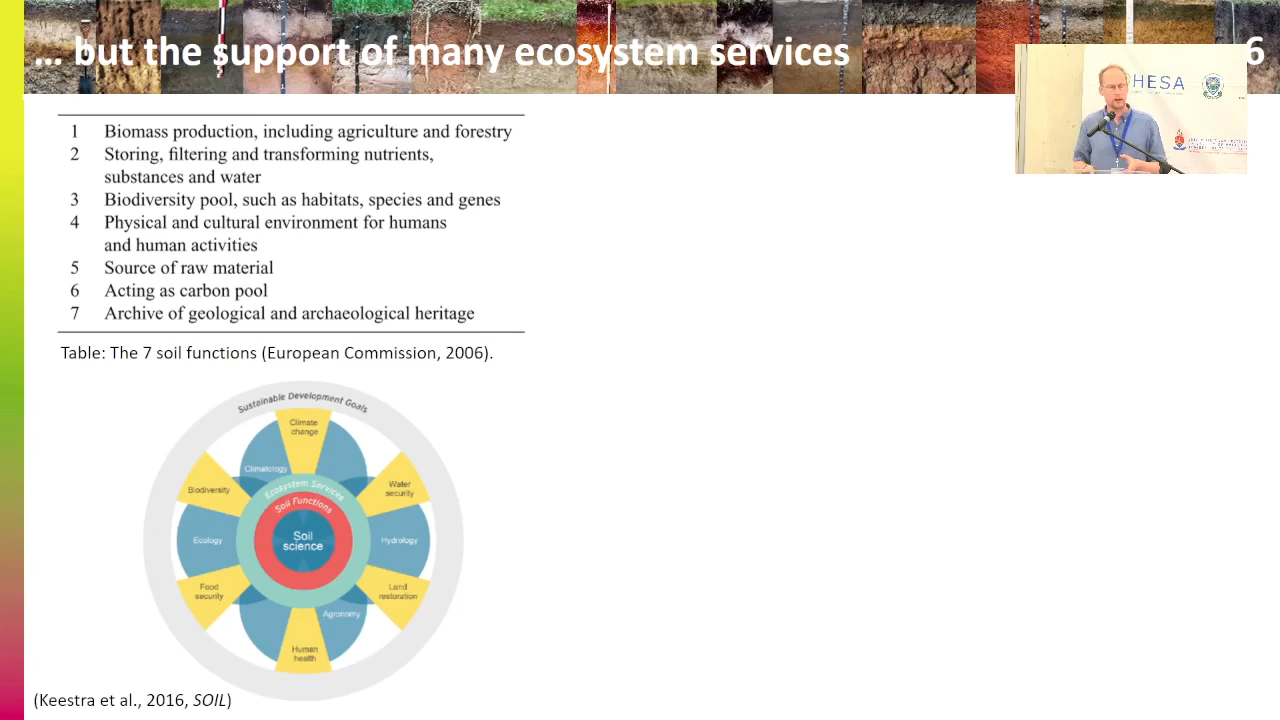 … but the support of many ecosystem services
6
HESA
1 Biomass production, including agriculture and forestry
2 Storing, filtering and transforming nutrients,
substances and water
3 Biodiversity pool, such as habitats, species and genes
4 Physical and cultural environment for humans
and human activities
5 Source of raw material
6 Acting as carbon pool
7 Archive of geological and archaeological heritage
Table: The 7 soil functions (European Commission, 2006).
Sustainable Development Goals
Climate
change
Climatology
Biodiversity
Water
security
Ecosystem Services
Soil Functions
Soil
science
Ecology
Hydrology
Food
security
Land
restoration
Agronomy
Human
health
(Keestra et al., 2016, SOIL)